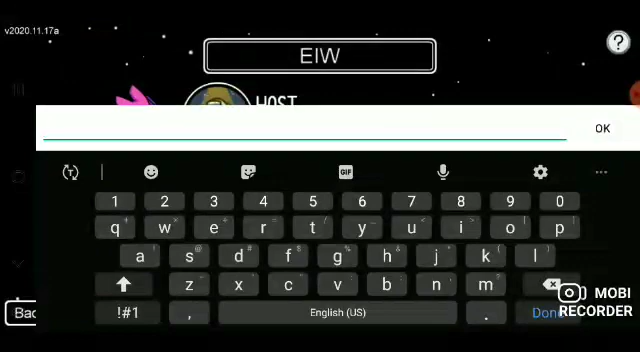 v2020.11.17a
EIW
?
HOST
OK
T
GIF
...
1 2 3 4 5 6 7 8 9 0
q w e r t y u i o p
a s d f g h j k l
z x c v b n m
MOBI
!#1 , English (US) . Done
RECORDER
Bac